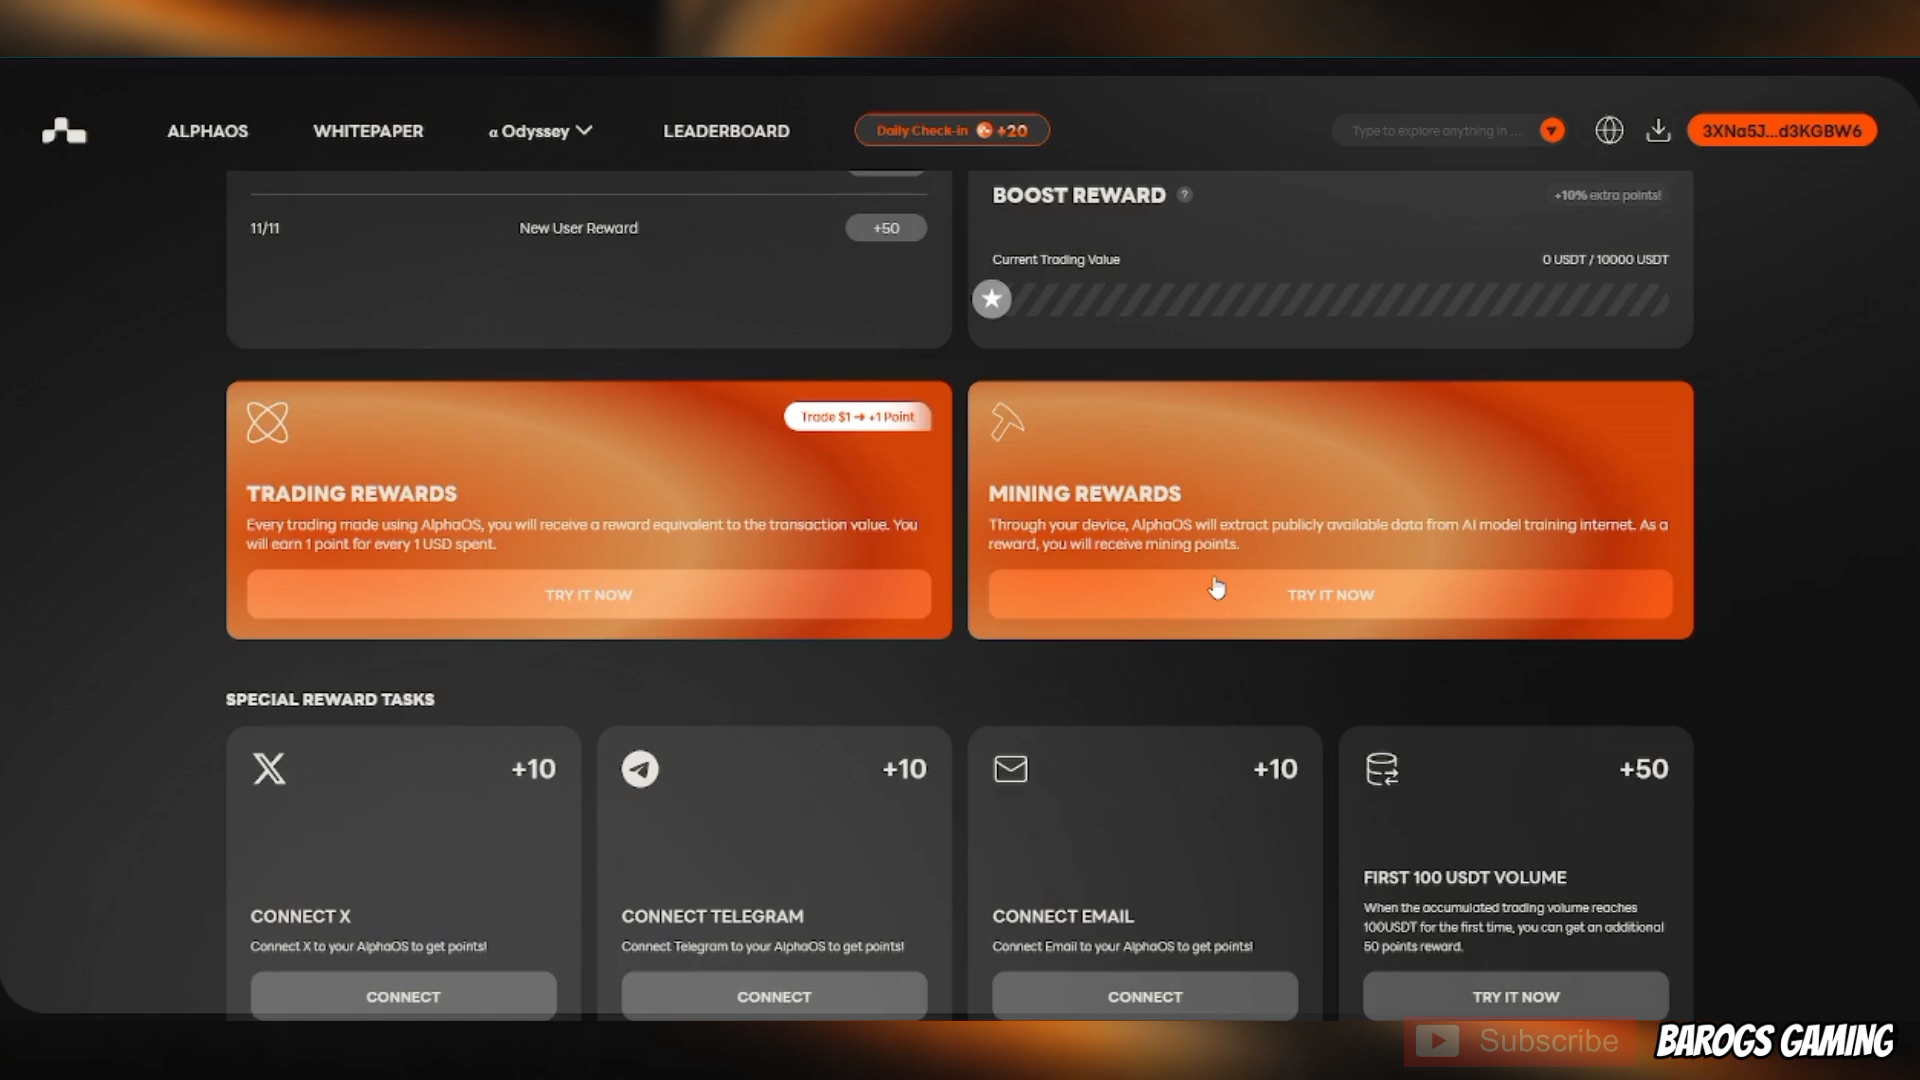 ALPHAOS
WHITEPAPER
α Odyssey
LEADERBOARD
Daily Check-in +20
Type to explore anything in ...
3XNa5J...d3KGBW6
11/11 New User Reward +50
BOOST REWARD ?
+10% extra points!
Current Trading Value
0 USDT / 10000 USDT
Trade $1 → +1 Point
TRADING REWARDS
Every trading made using AlphaOS, you will receive a reward equivalent to the transaction value. You
will earn 1 point for every 1 USD spent.
TRY IT NOW
MINING REWARDS
Through your device, AlphaOS will extract publicly available data from AI model training internet. As a
reward, you will receive mining points.
TRY IT NOW
SPECIAL REWARD TASKS
+10
CONNECT X
Connect X to your AlphaOS to get points!
CONNECT
+10
CONNECT TELEGRAM
Connect Telegram to your AlphaOS to get points!
CONNECT
+10
CONNECT EMAIL
Connect Email to your AlphaOS to get points!
CONNECT
+50
FIRST 100 USDT VOLUME
When the accumulated trading volume reaches
100USDT for the first time, you can get an additional
50 points reward.
TRY IT NOW
Subscribe
BAROGS GAMING